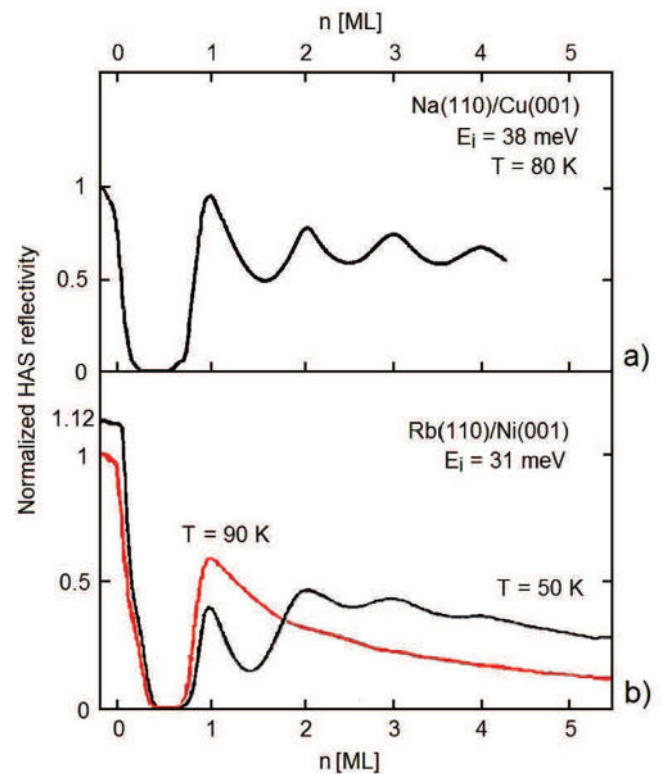 n [ML]
0 1 2 3 4 5
Na(110)/Cu(001)
Ei = 38 meV
T = 80 K
1
0.5
0
a)
Normalized HAS reflectivity
1.12
1
0.5
0
Rb(110)/Ni(001)
Ei = 31 meV
T = 90 K
T = 50 K
b)
0 1 2 3 4 5
n [ML]